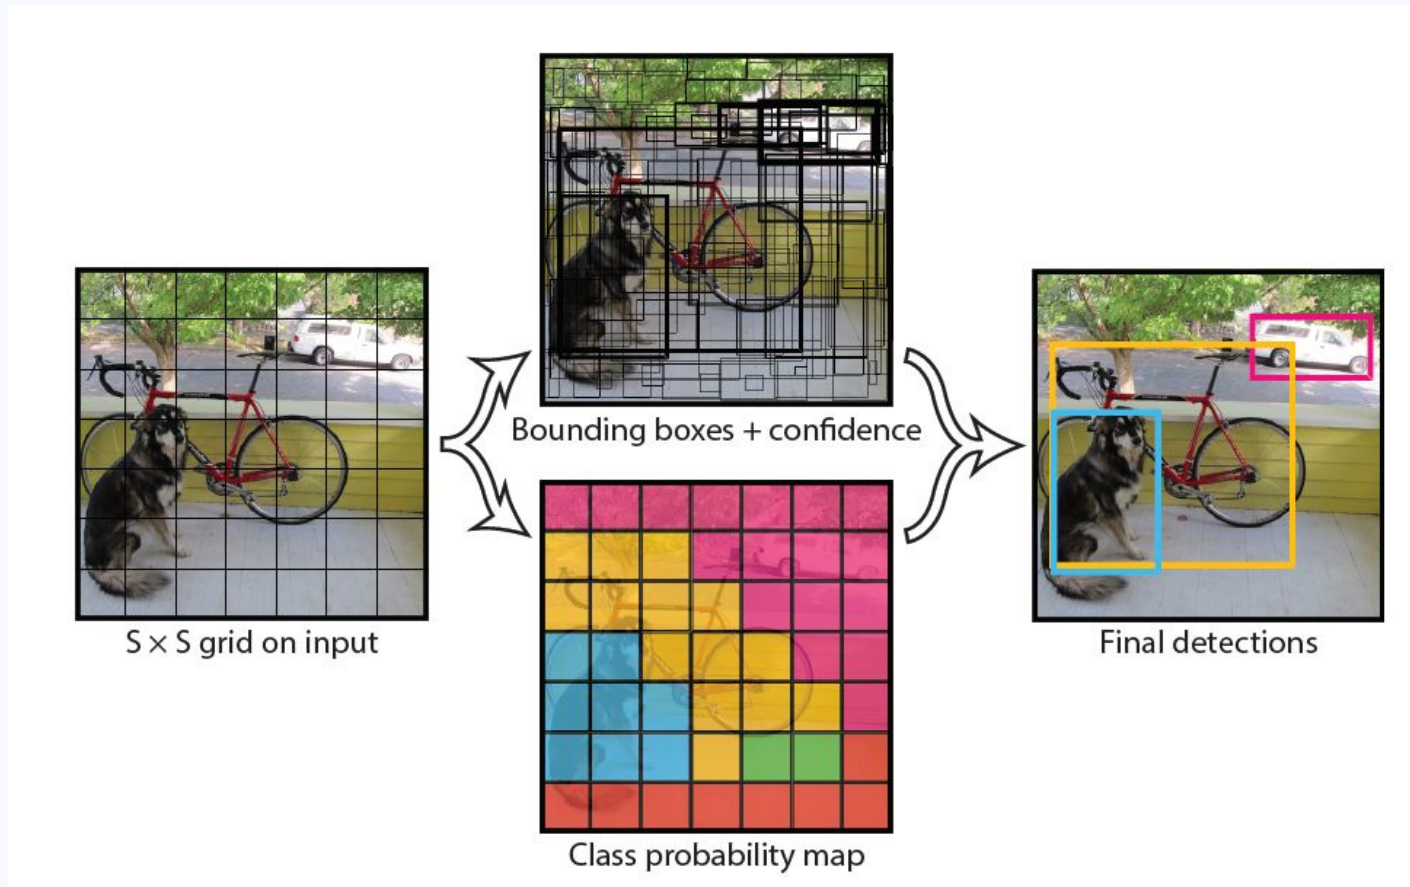 Bounding boxes + confidence
S × S grid on input
Final detections
Class probability map